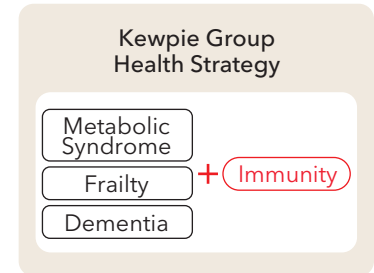 Kewpie Group
Health Strategy
Metabolic
Syndrome
Frailty
Dementia
+ Immunity